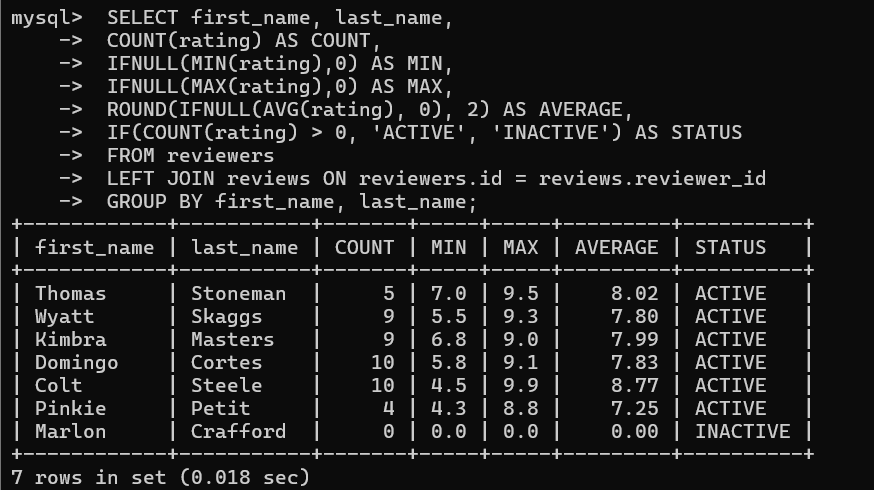 mysql>  SELECT first_name, last_name,
    ->  COUNT(rating) AS COUNT,
    ->  IFNULL(MIN(rating),0) AS MIN,
    ->  IFNULL(MAX(rating),0) AS MAX,
    ->  ROUND(IFNULL(AVG(rating), 0), 2) AS AVERAGE,
    ->  IF(COUNT(rating) > 0, 'ACTIVE', 'INACTIVE') AS STATUS
    ->  FROM reviewers
    ->  LEFT JOIN reviews ON reviewers.id = reviews.reviewer_id
    ->  GROUP BY first_name, last_name;
+------------+-----------+-------+-----+-----+---------+----------+
| first_name | last_name | COUNT | MIN | MAX | AVERAGE | STATUS   |
+------------+-----------+-------+-----+-----+---------+----------+
| Thomas     | Stoneman  |     5 | 7.0 | 9.5 |    8.02 | ACTIVE   |
| Wyatt      | Skaggs    |     9 | 5.5 | 9.3 |    7.80 | ACTIVE   |
| Kimbra     | Masters   |     9 | 6.8 | 9.0 |    7.99 | ACTIVE   |
| Domingo    | Cortes    |    10 | 5.8 | 9.1 |    7.83 | ACTIVE   |
| Colt       | Steele    |    10 | 4.5 | 9.9 |    8.77 | ACTIVE   |
| Pinkie     | Petit     |     4 | 4.3 | 8.8 |    7.25 | ACTIVE   |
| Marlon     | Crafford  |     0 | 0.0 | 0.0 |    0.00 | INACTIVE |
+------------+-----------+-------+-----+-----+---------+----------+
7 rows in set (0.018 sec)